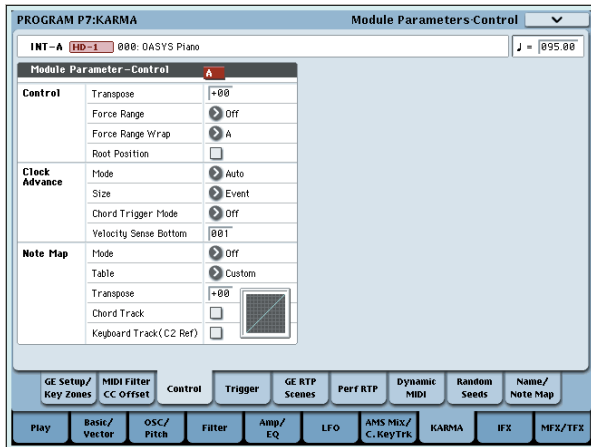 PROGRAM P7:KARMA Module Parameters-Control
INT-A HD-1 000: OASYS Piano ♩ = 095.00
Module Parameter-Control A
Control Transpose +00
Force Range Off
Force Range Wrap A
Root Position
Clock Advance Mode Auto
Size Event
Chord Trigger Mode Off
Velocity Sense Bottom 001
Note Map Mode Off
Table Custom
Transpose +00
Chord Track
Keyboard Track(C2 Ref)
GE Setup/ Key Zones MIDI Filter CC Offset Control Trigger GE RTP Scenes Perf RTP Dynamic MIDI Random Seeds Name/ Note Map
Play Basic/ Vector OSC/ Pitch Filter Amp/ EQ LFO AMS Mix/ C.KeyTrk KARMA IFX MFX/TFX